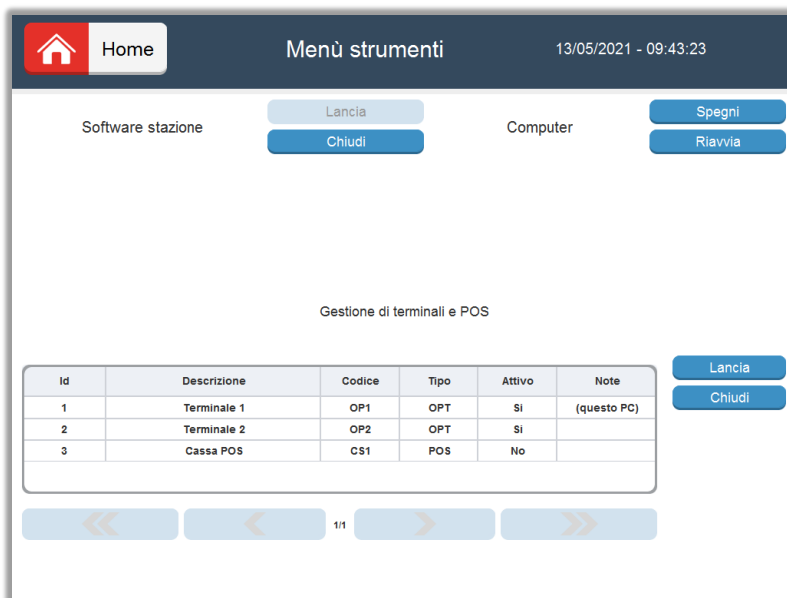 Home Menù strumenti 13/05/2021 - 09:43:23
Software stazione Lancia Computer Spegni
Chiudi Riavvia
Gestione di terminali e POS
Lancia
Chiudi
Id Descrizione Codice Tipo Attivo Note
1 Terminale 1 OP1 OPT Si (questo PC)
2 Terminale 2 OP2 OPT Si
3 Cassa POS CS1 POS No
1/1